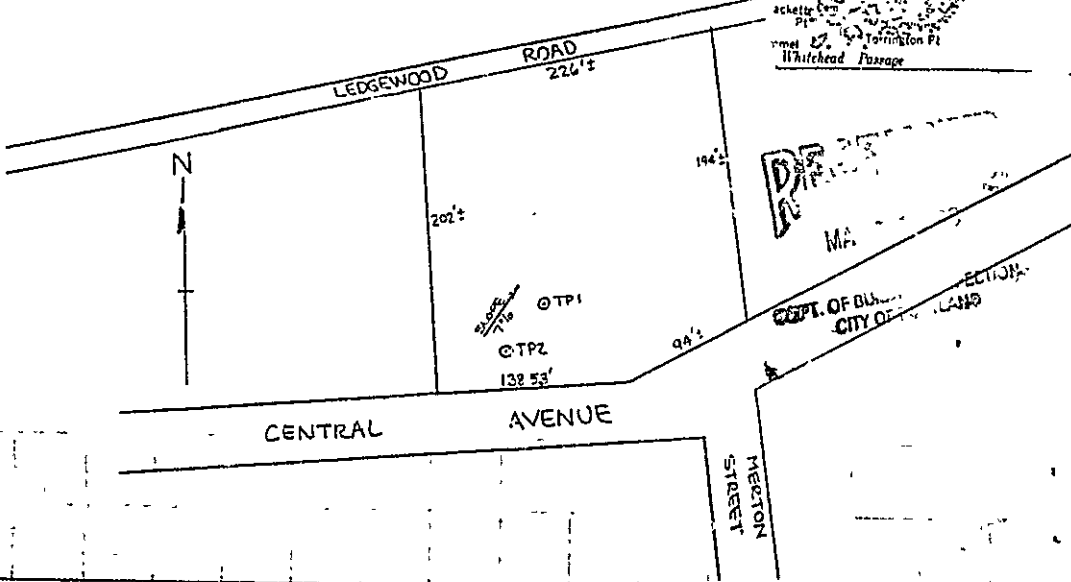 Torrington Pt
Whitehead Passage
LEDGEWOOD ROAD
226'±
N
194'±
202'±
SLOPE
7%
TP1
TP2
94'±
138.53'
DEPT. OF
CITY OF
CENTRAL AVENUE
MERTON
STREET